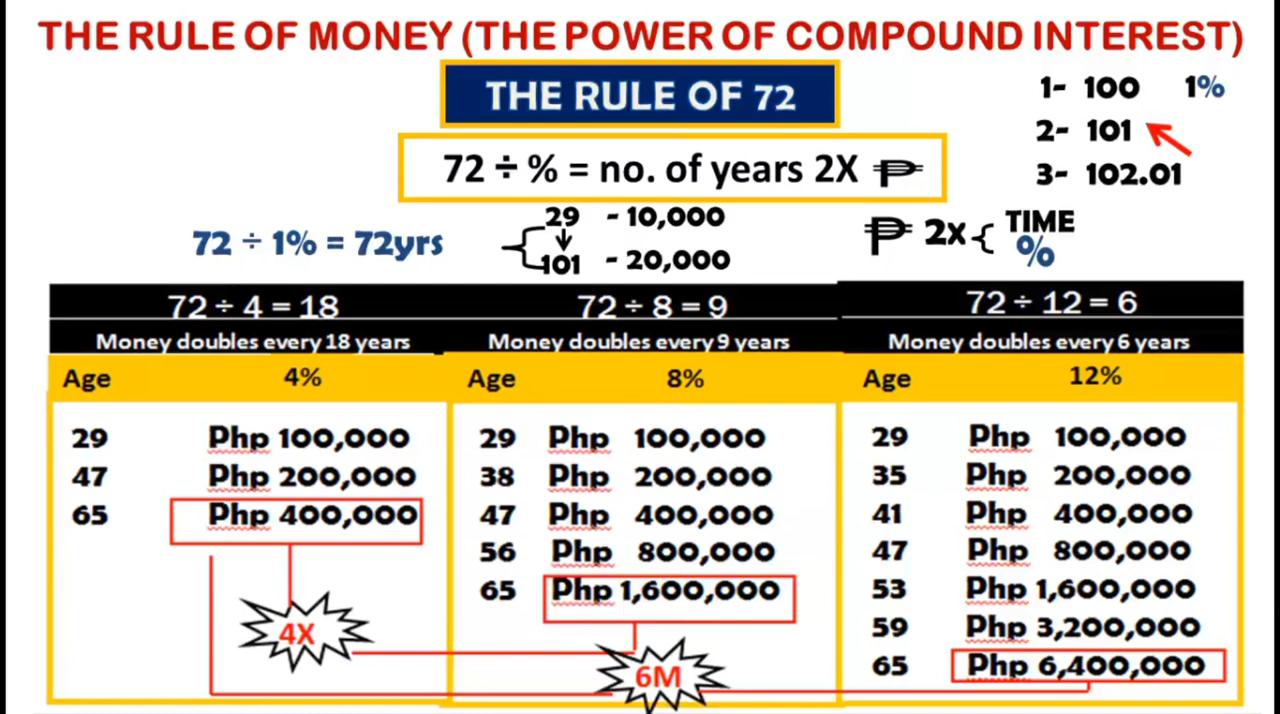 THE RULE OF MONEY (THE POWER OF COMPOUND INTEREST)
THE RULE OF 72
72 ÷ % = no. of years 2X ₱
1- 100 1%
2- 101
3- 102.01
72 ÷ 1% = 72yrs
29 - 10,000
101 - 20,000
₱ 2x { TIME
%
72 ÷ 4 = 18
Money doubles every 18 years
Age 4%
29 Php 100,000
47 Php 200,000
65 Php 400,000
4X
72 ÷ 8 = 9
Money doubles every 9 years
Age 8%
29 Php 100,000
38 Php 200,000
47 Php 400,000
56 Php 800,000
65 Php 1,600,000
6M
72 ÷ 12 = 6
Money doubles every 6 years
Age 12%
29 Php 100,000
35 Php 200,000
41 Php 400,000
47 Php 800,000
53 Php 1,600,000
59 Php 3,200,000
65 Php 6,400,000